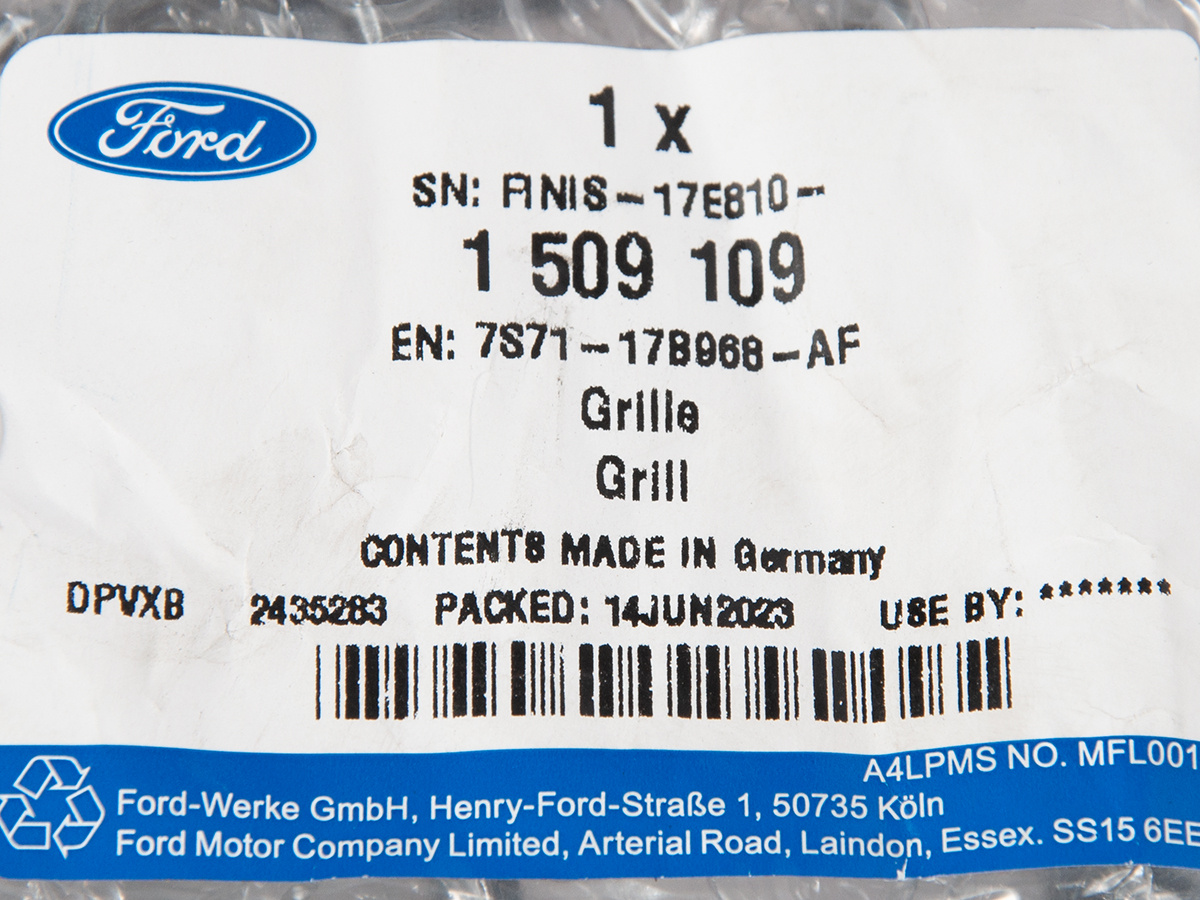 Ford
1 x
SN: FINIS-17E810-
1 509 109
EN: 7S71-17B968-AF
Grille
Grill
CONTENTS MADE IN Germany
DPVXB 2435283 PACKED: 14JUN2023 USE BY: *******
A4LPMS NO. MFL001
Ford-Werke GmbH, Henry-Ford-Straße 1, 50735 Köln
Ford Motor Company Limited, Arterial Road, Laindon, Essex. SS15 6EE